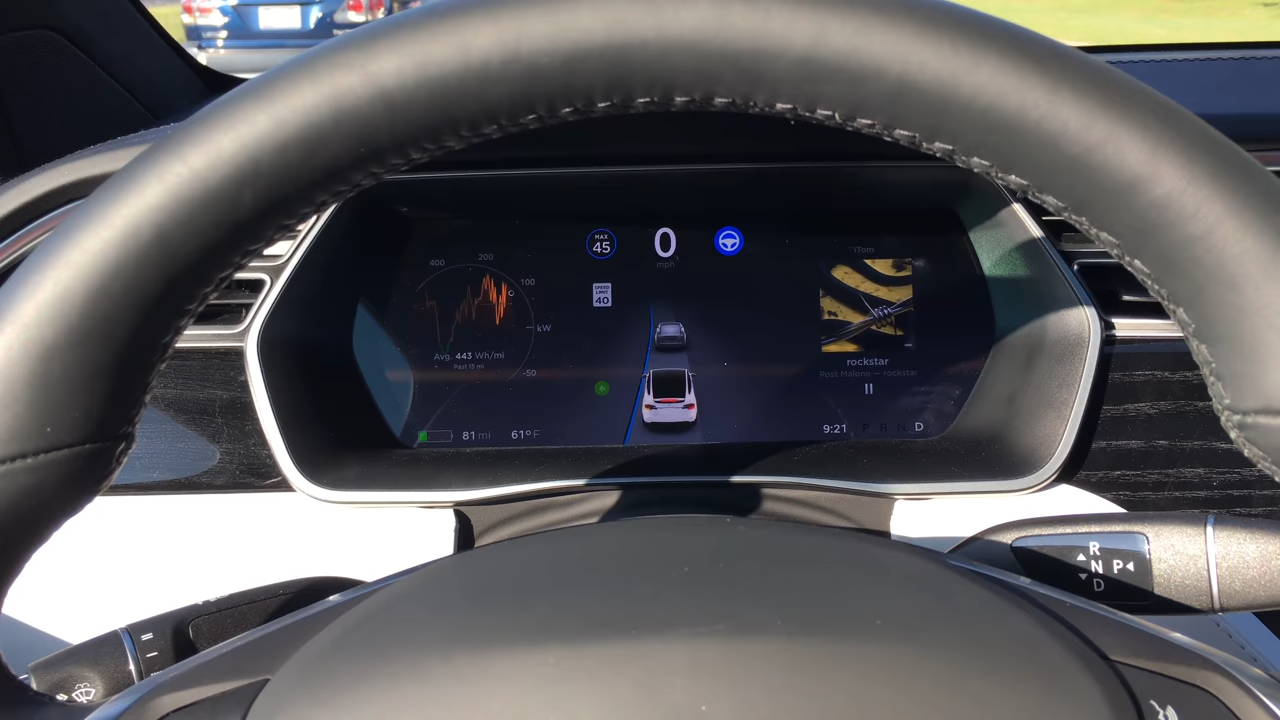 MAX
45
0
mph
SPEED
LIMIT
40
400
200
100
kW
-50
Avg. 443 Wh/mi
Past 15 mi
81 mi
61°F
iTom
rockstar
Post Malone — rockstar
9:21
P R N D
R
N P
D